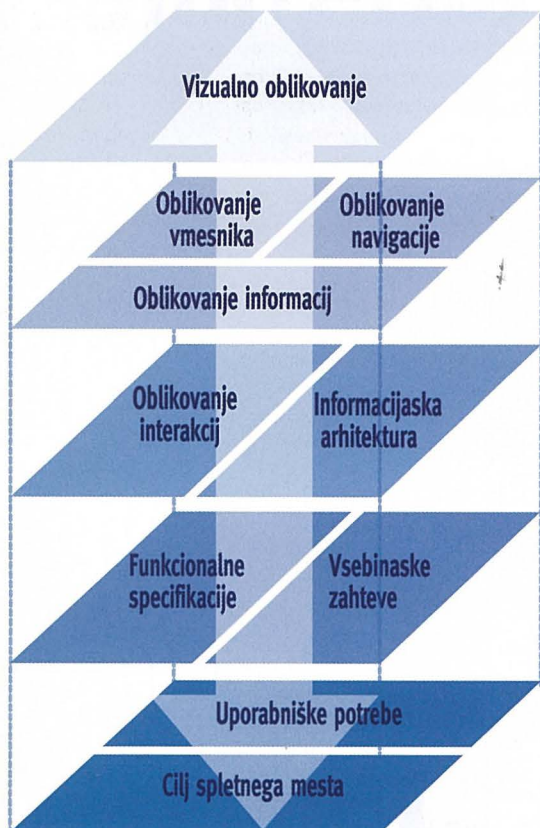 Vizualno oblikovanje
Oblikovanje
vmesnika
Oblikovanje
navigacije
Oblikovanje informacij
Oblikovanje
interakcij
Informacijaska
arhitektura
Funkcionalne
specifikacije
Vsebinaske
zahteve
Uporabniške potrebe
Cilj spletnega mesta